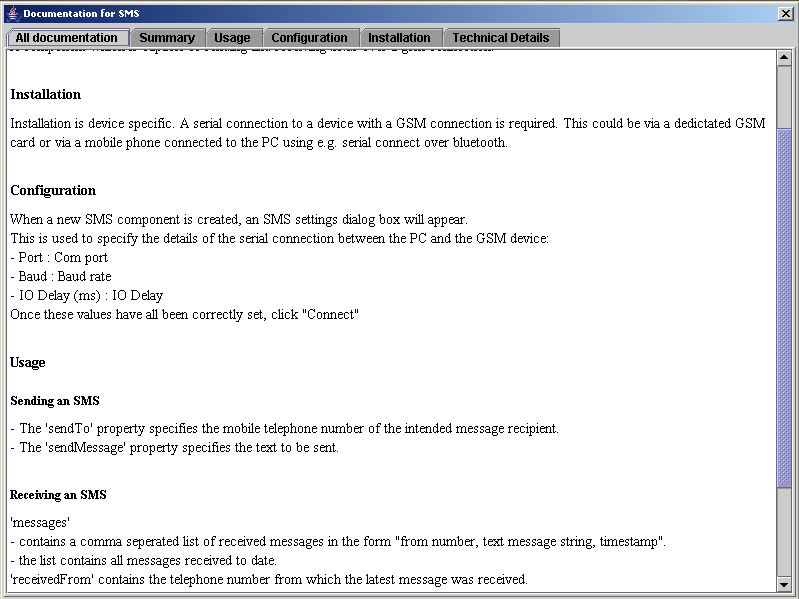 Documentation for SMS
All documentation Summary Usage Configuration Installation Technical Details
Installation
Installation is device specific. A serial connection to a device with a GSM connection is required. This could be via a dedictated GSM
card or via a mobile phone connected to the PC using e.g. serial connect over bluetooth.
Configuration
When a new SMS component is created, an SMS settings dialog box will appear.
This is used to specify the details of the serial connection between the PC and the GSM device:
- Port : Com port
- Baud : Baud rate
- IO Delay (ms) : IO Delay
Once these values have all been correctly set, click "Connect"
Usage
Sending an SMS
- The 'sendTo' property specifies the mobile telephone number of the intended message recipient.
- The 'sendMessage' property specifies the text to be sent.
Receiving an SMS
'messages'
- contains a comma seperated list of received messages in the form "from number, text message string, timestamp".
- the list contains all messages received to date.
'receivedFrom' contains the telephone number from which the latest message was received.